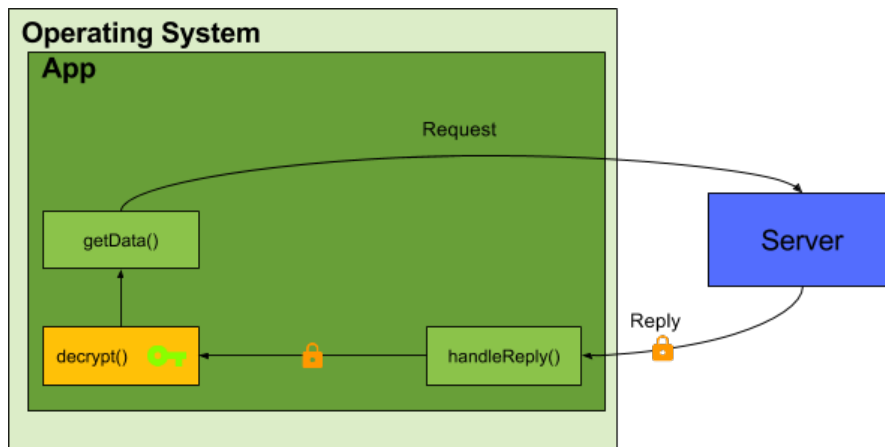 Operating System
App
Request
getData()
Server
Reply
decrypt()
handleReply()